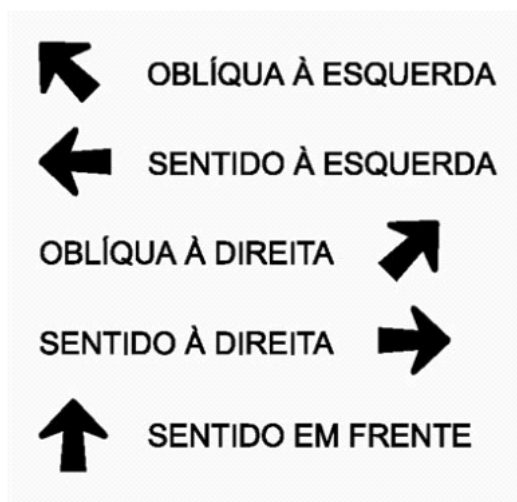 OBLÍQUA À ESQUERDA
SENTIDO À ESQUERDA
OBLÍQUA À DIREITA
SENTIDO À DIREITA
SENTIDO EM FRENTE